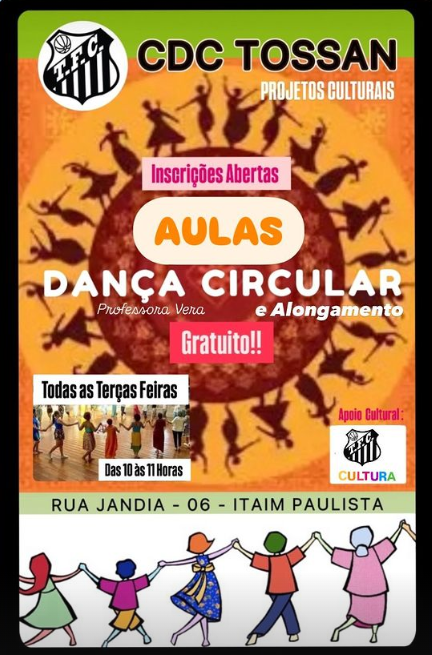 T.F.C.
CDC TOSSAN
PROJETOS CULTURAIS
Inscrições Abertas
AULAS
DANÇA CIRCULAR
Professora Vera
e Alongamento
Gratuito!!
Todas as Terças Feiras
Das 10 às 11 Horas
Apoio Cultural:
T.F.C.
CULTURA
RUA JANDIA - 06 - ITAIM PAULISTA